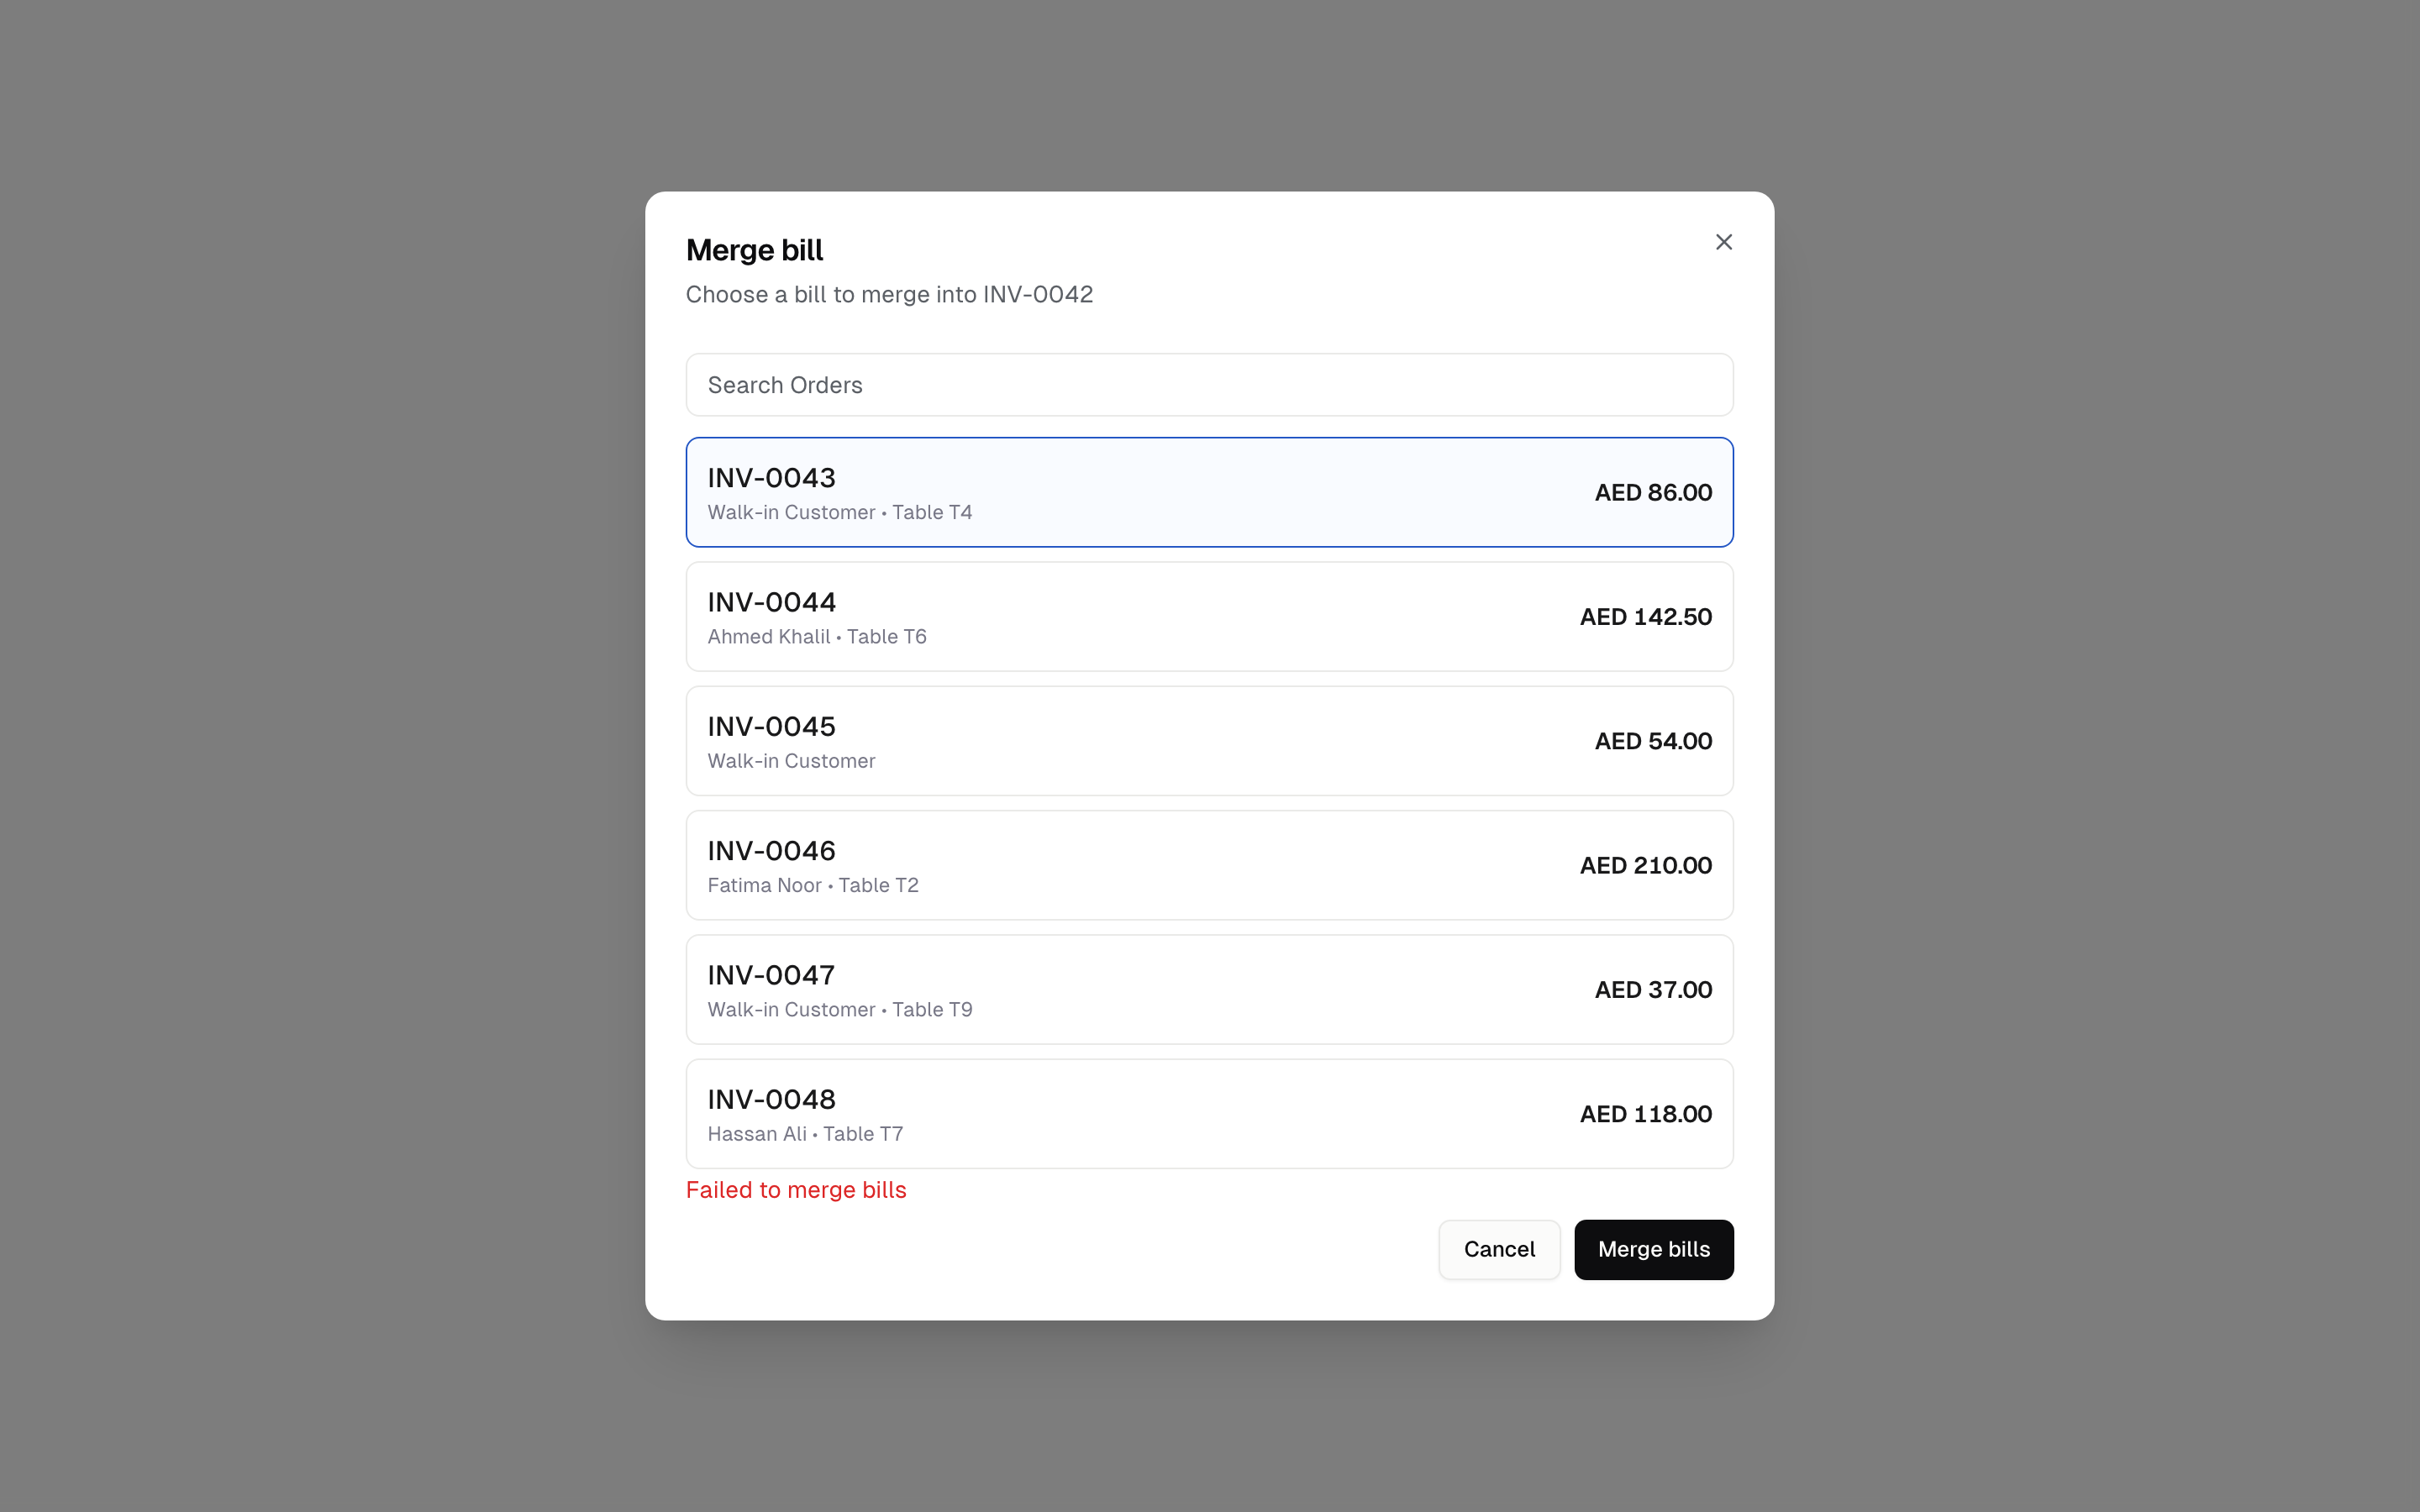 Merge bill
Choose a bill to merge into INV-0042
Search Orders
INV-0043
Walk-in Customer • Table T4
AED 86.00
INV-0044
Ahmed Khalil • Table T6
AED 142.50
INV-0045
Walk-in Customer
AED 54.00
INV-0046
Fatima Noor • Table T2
AED 210.00
INV-0047
Walk-in Customer • Table T9
AED 37.00
INV-0048
Hassan Ali • Table T7
AED 118.00
Failed to merge bills
Cancel
Merge bills